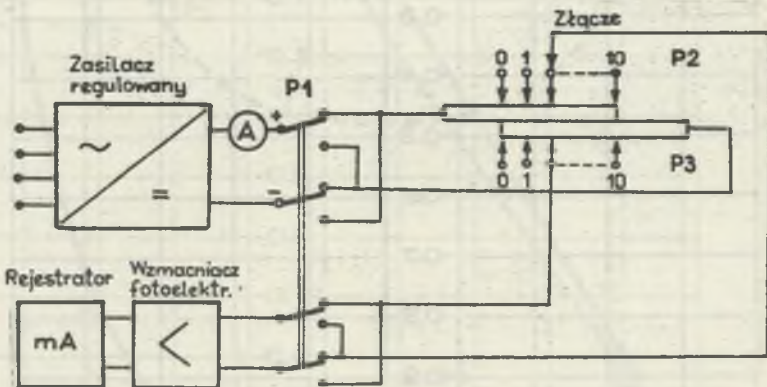 Złącze
0 1 10 P2
Zasilacz
regulowany
P1
A
+
~
=
-
P3
0 1 10
Rejestrator
Wzmacniacz
fotoelektr.
mA
<